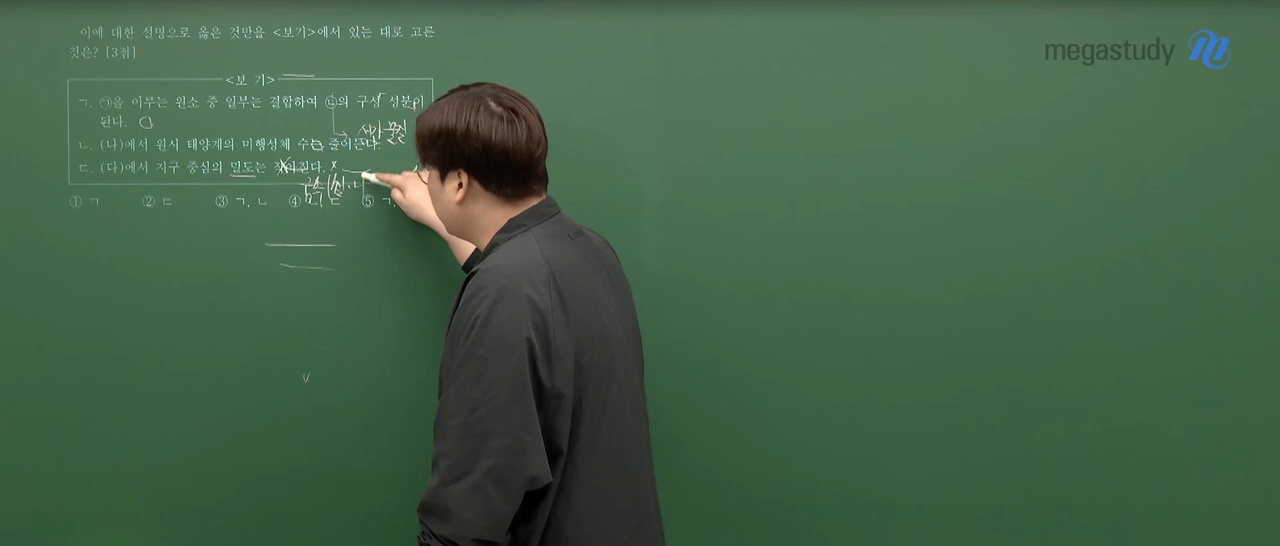 이에 대한 설명으로 옳은 것만을 <보기>에서 있는 대로 고른
것은? [3점]
<보 기>
ㄱ. ㉠을 이루는 원소 중 일부는 결합하여 ㉡의 구성 성분이
된다.
ㄴ. (나)에서 원시 태양계의 미행성체 수는 줄어든다.
ㄷ. (다)에서 지구 중심의 밀도는 작아진다.
① ㄱ ② ㄷ ③ ㄱ, ㄴ ④ ㄴ, ㄷ ⑤ ㄱ,
megastudy